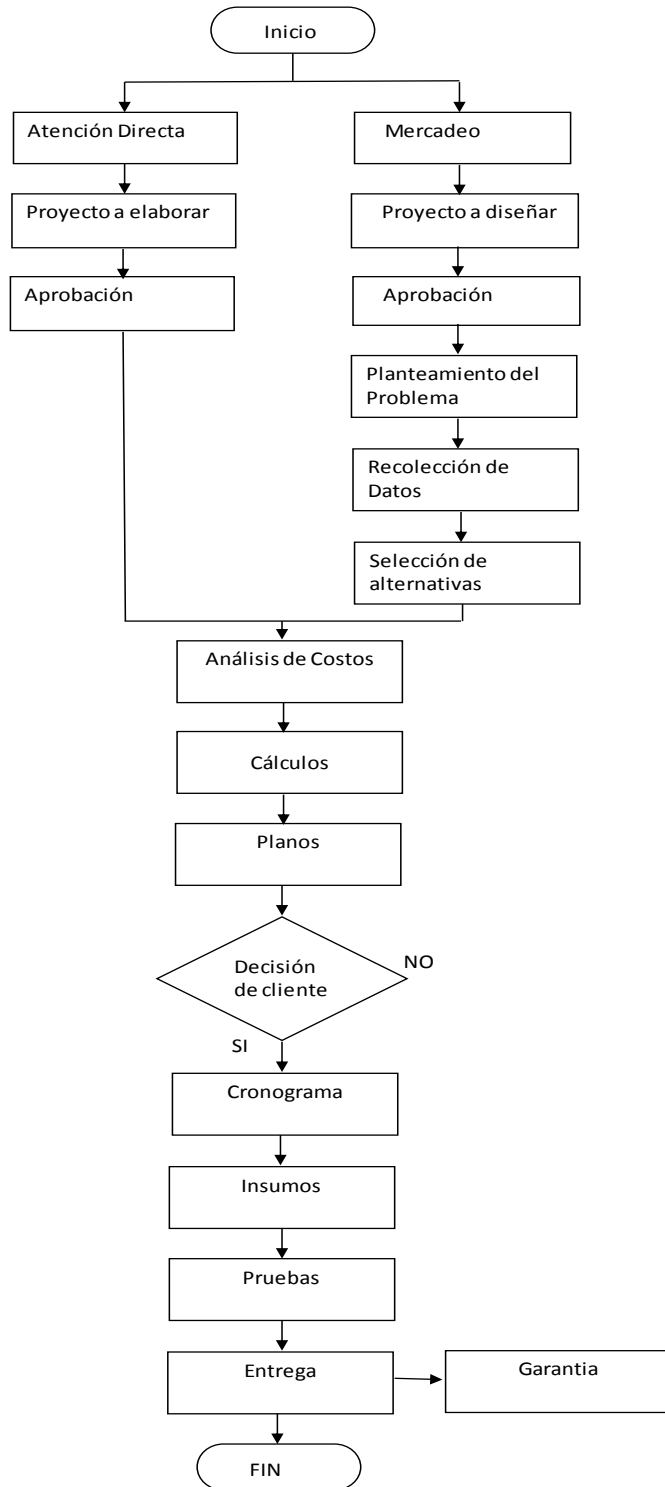 Inicio
Atención Directa
Mercadeo
Proyecto a elaborar
Proyecto a diseñar
Aprobación
Aprobación
Planteamiento del
Problema
Recolección de
Datos
Selección de
alternativas
Análisis de Costos
Cálculos
Planos
Decisión
de cliente
NO
SI
Cronograma
Insumos
Pruebas
Entrega
Garantia
FIN